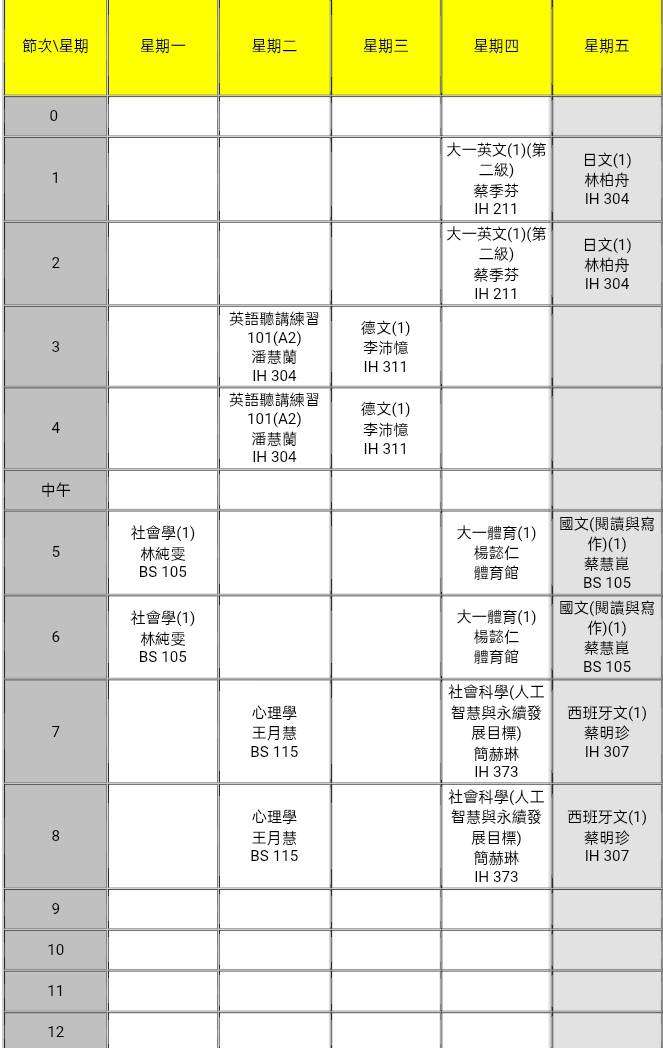 節次\星期
星期一
星期二
星期三
星期四
星期五
0
1
大一英文(1)(第
二級)
蔡季芬
IH 211
日文(1)
林柏舟
IH 304
2
大一英文(1)(第
二級)
蔡季芬
IH 211
日文(1)
林柏舟
IH 304
3
英語聽講練習
101(A2)
潘慧蘭
IH 304
德文(1)
李沛憶
IH 311
4
英語聽講練習
101(A2)
潘慧蘭
IH 304
德文(1)
李沛憶
IH 311
中午
5
社會學(1)
林純雯
BS 105
大一體育(1)
楊懿仁
體育館
國文(閱讀與寫
作)(1)
蔡慧崑
BS 105
6
社會學(1)
林純雯
BS 105
大一體育(1)
楊懿仁
體育館
國文(閱讀與寫
作)(1)
蔡慧崑
BS 105
7
心理學
王月慧
BS 115
社會科學(人工
智慧與永續發
展目標)
簡赫琳
IH 373
西班牙文(1)
蔡明珍
IH 307
8
心理學
王月慧
BS 115
社會科學(人工
智慧與永續發
展目標)
簡赫琳
IH 373
西班牙文(1)
蔡明珍
IH 307
9
10
11
12